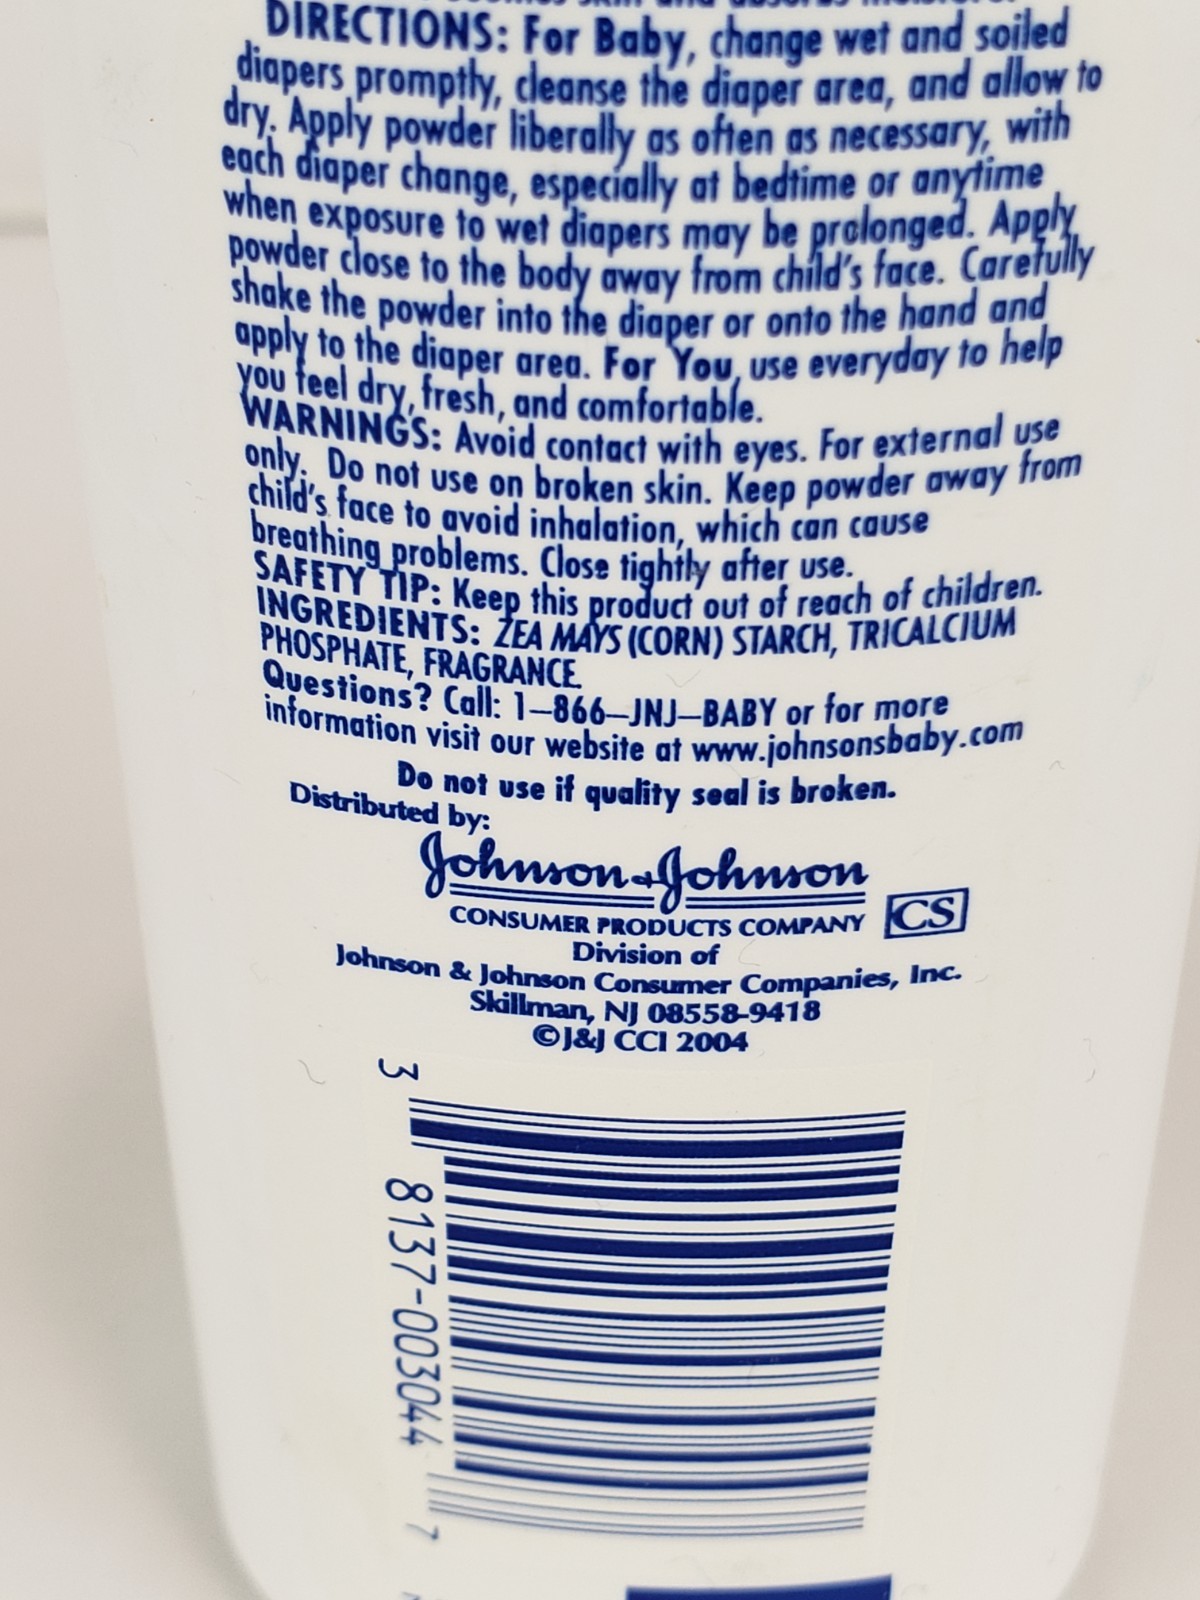 skin and absorbs moisture.
DIRECTIONS: For Baby, change wet and soiled
diapers promptly, cleanse the diaper area, and allow to
dry. Apply powder liberally as often as necessary, with
each diaper change, especially at bedtime or anytime
when exposure to wet diapers may be prolonged. Apply
powder close to the body away from child's face. Carefully
shake the powder into the diaper or onto the hand and
apply to the diaper area. For You, use everyday to help
you feel dry, fresh, and comfortable.
WARNINGS: Avoid contact with eyes. For external use
only. Do not use on broken skin. Keep powder away from
child's face to avoid inhalation, which can cause
breathing problems. Close tightly after use.
SAFETY TIP: Keep this product out of reach of children.
INGREDIENTS: ZEA MAYS (CORN) STARCH, TRICALCIUM
PHOSPHATE, FRAGRANCE.
Questions? Call: 1–866–JNJ–BABY or for more
information visit our website at www.johnsonsbaby.com
Do not use if quality seal is broken.
Distributed by:
Johnson & Johnson
CONSUMER PRODUCTS COMPANY CS
Division of
Johnson & Johnson Consumer Companies, Inc.
Skillman, NJ 08558-9418
©J&J CCI 2004
3 8137-003044 7